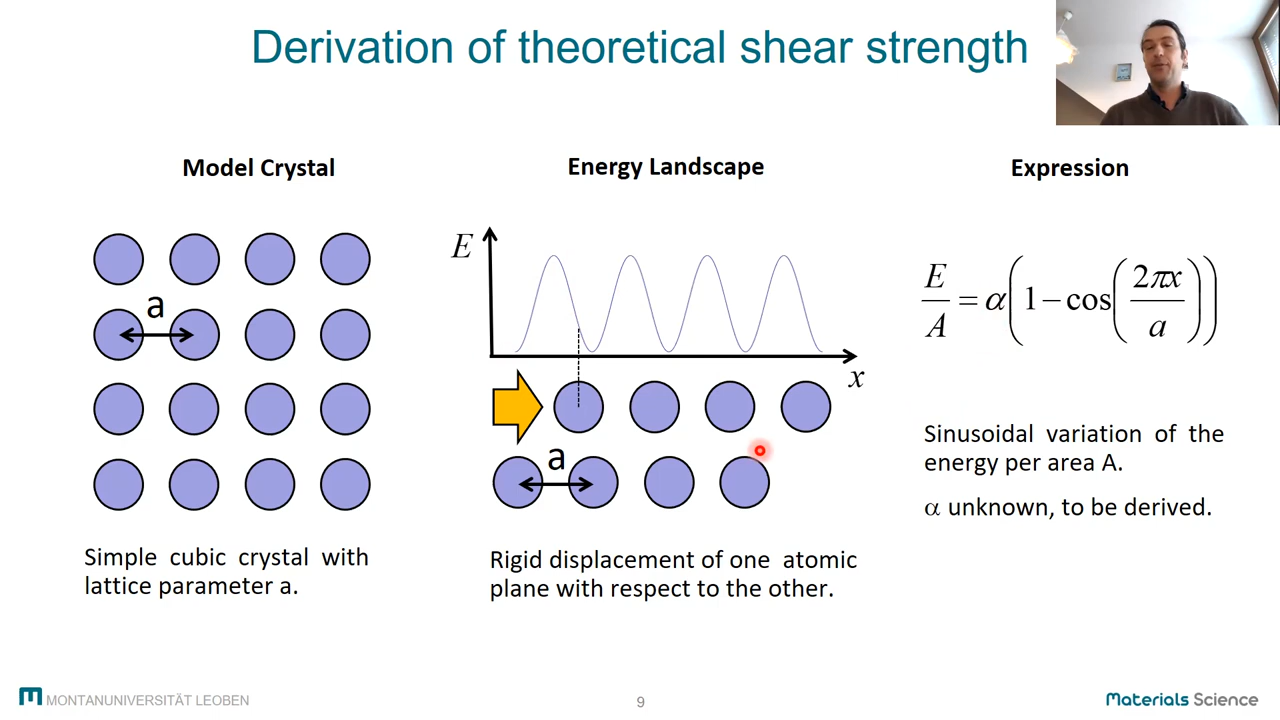 Derivation of theoretical shear strength
Model Crystal
a
Simple cubic crystal with
lattice parameter a.
Energy Landscape
E
x
a
Rigid displacement of one atomic
plane with respect to the other.
Expression
E/A = α(1−cos(2πx/a))
Sinusoidal variation of the
energy per area A.
α unknown, to be derived.
MONTANUNIVERSITÄT LEOBEN
9
Materials Science